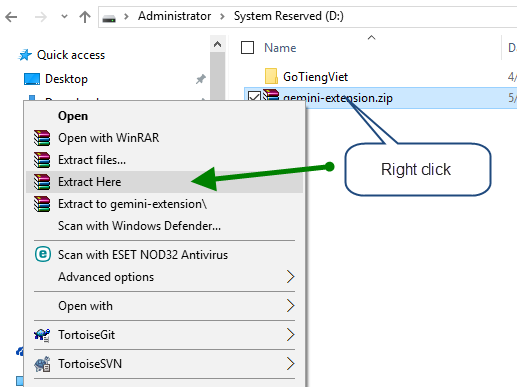 Administrator > System Reserved (D:)
Quick access
Name
Desktop
GoTiengViet
4/
gemini-extension.zip
5/
Open
Open with WinRAR
Extract files...
Extract Here
Extract to gemini-extension\
Scan with Windows Defender...
Scan with ESET NOD32 Antivirus
Advanced options
Open with
TortoiseGit
TortoiseSVN
Right click